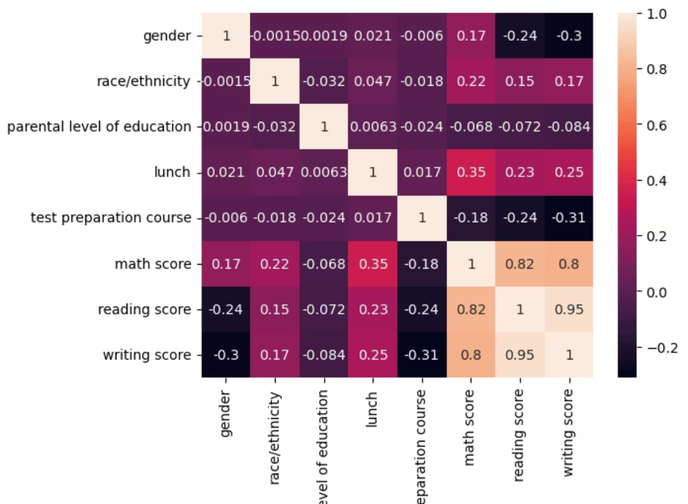 gender 1 -0.0015 0.0019 0.021 -0.006 0.17 -0.24 -0.3
race/ethnicity -0.0015 1 -0.032 0.047 -0.018 0.22 0.15 0.17
parental level of education 0.0019 -0.032 1 0.0063 -0.024 -0.068 -0.072 -0.084
lunch 0.021 0.047 0.0063 1 0.017 0.35 0.23 0.25
test preparation course -0.006 -0.018 -0.024 0.017 1 -0.18 -0.24 -0.31
math score 0.17 0.22 -0.068 0.35 -0.18 1 0.82 0.8
reading score -0.24 0.15 -0.072 0.23 -0.24 0.82 1 0.95
writing score -0.3 0.17 -0.084 0.25 -0.31 0.8 0.95 1
gender
race/ethnicity
evel of education
lunch
eparation course
math score
reading score
writing score
1.0
0.8
0.6
0.4
0.2
0.0
−0.2